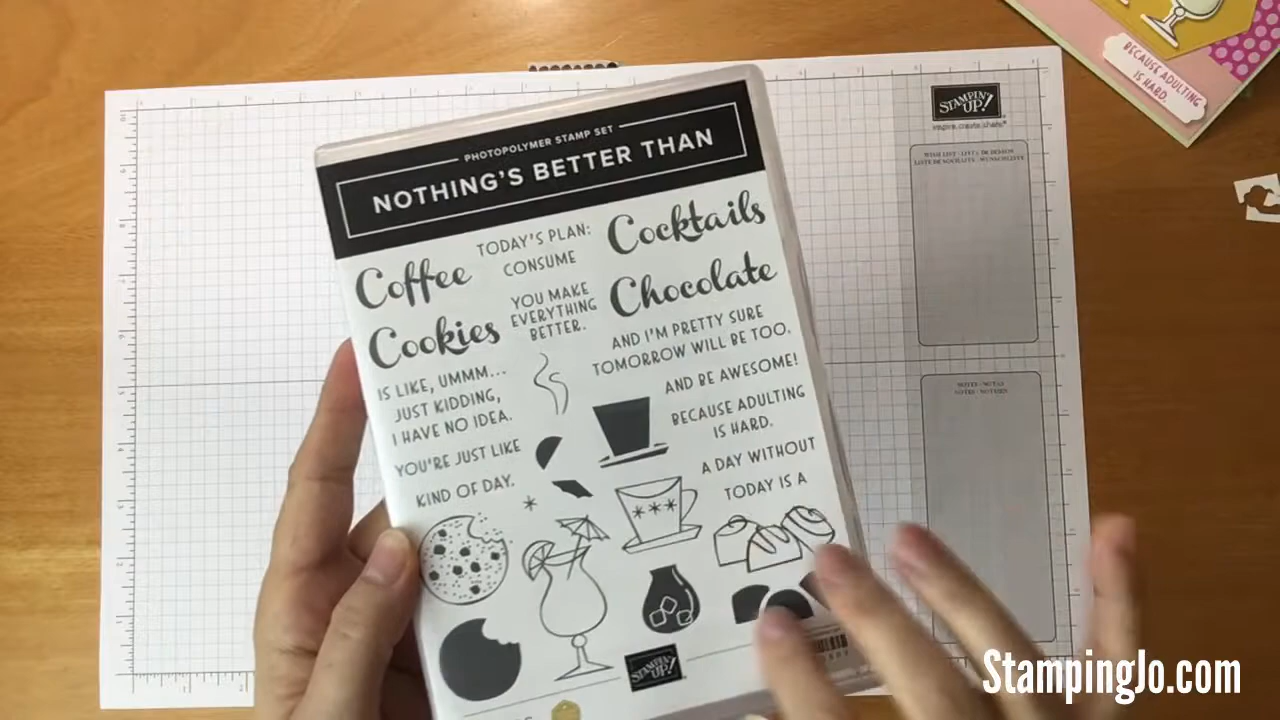 PHOTOPOLYMER STAMP SET
NOTHING'S BETTER THAN
Coffee
TODAY'S PLAN:
CONSUME
Cocktails
Cookies
YOU MAKE
EVERYTHING
BETTER.
Chocolate
IS LIKE, UMMM...
JUST KIDDING,
I HAVE NO IDEA.
AND I'M PRETTY SURE
TOMORROW WILL BE TOO.
AND BE AWESOME!
BECAUSE ADULTING
IS HARD.
YOU'RE JUST LIKE
KIND OF DAY.
A DAY WITHOUT
TODAY IS A
STAMPIN' UP!
STAMPIN' UP!
inspire. create. share.
BECAUSE ADULTING
IS HARD.
StampingJo.com